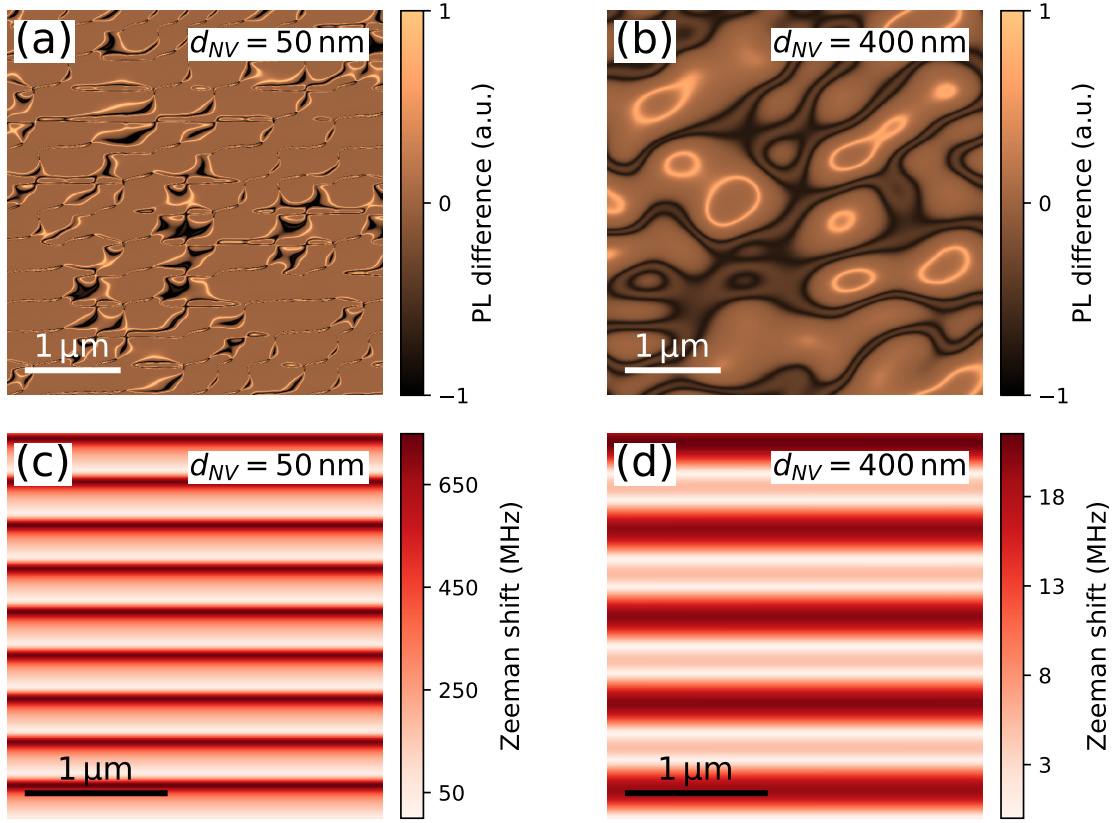 (a)
d_NV = 50 nm
1 μm
1
0
−1
PL difference (a.u.)
(b)
d_NV = 400 nm
1 μm
1
0
−1
PL difference (a.u.)
(c)
d_NV = 50 nm
1 μm
650
450
250
50
Zeeman shift (MHz)
(d)
d_NV = 400 nm
1 μm
18
13
8
3
Zeeman shift (MHz)